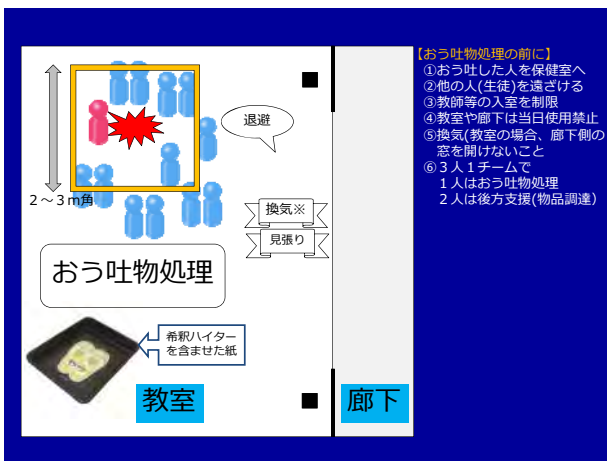 【おう吐物処理の前に】
①おう吐した人を保健室へ
②他の人(生徒)を遠ざける
③教師等の入室を制限
④教室や廊下は当日使用禁止
⑤換気(教室の場合、廊下側の
窓を開けないこと
⑥３人１チームで
１人はおう吐物処理
２人は後方支援(物品調達）
退避
２～３ｍ角
換気※
見張り
おう吐物処理
希釈ハイター
を含ませた紙
教室
廊下